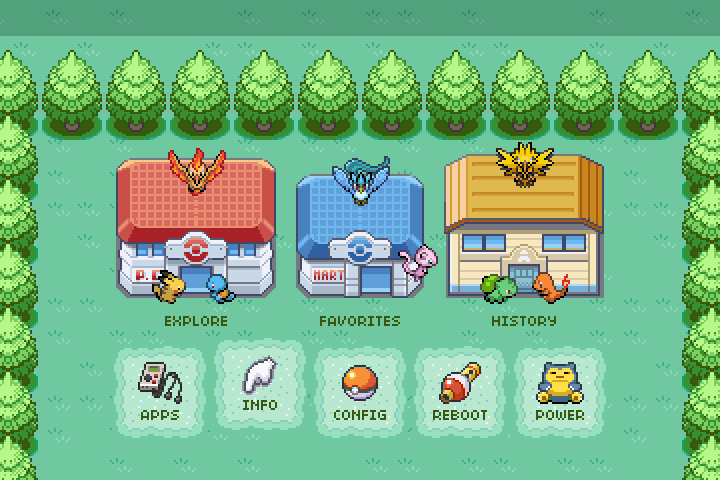 P.C
MART
EXPLORE
FAVORITES
HISTORY
APPS
INFO
CONFIG
REBOOT
POWER